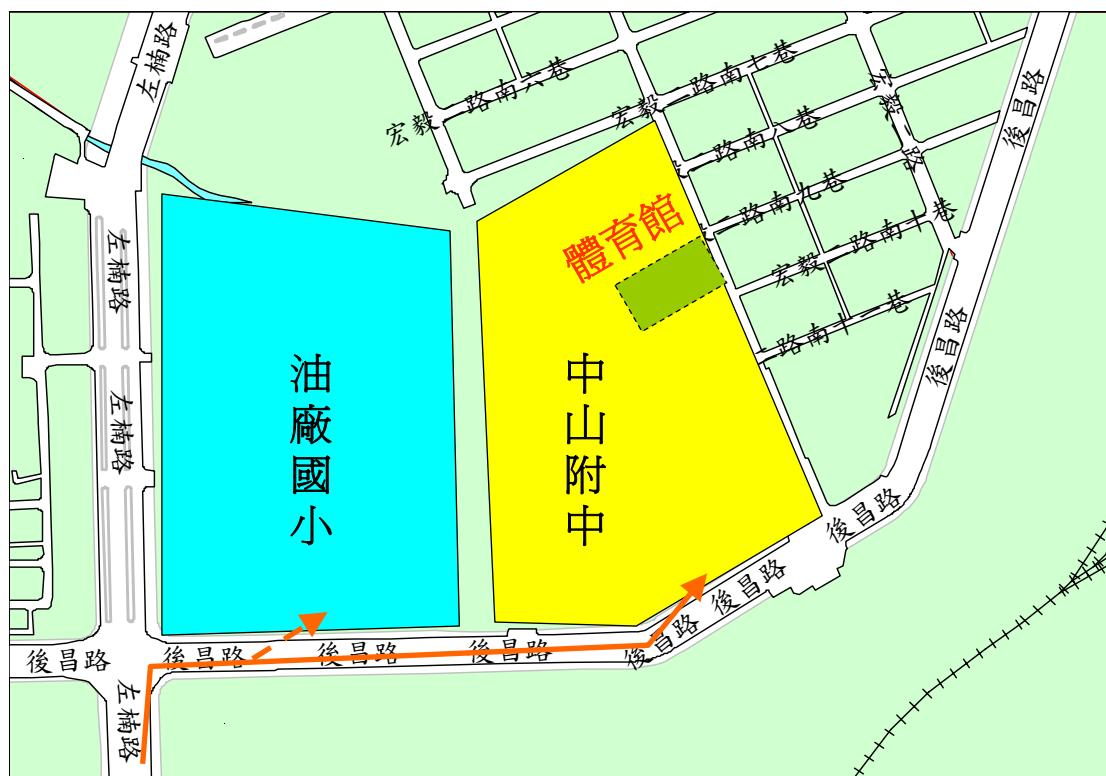 左楠路
宏毅一路南六巷
宏毅一路南七巷
一路南八巷
宏毅二路
後昌路
一路南九巷
宏毅一路南十巷
路南十一巷
體育館
左楠路
後昌路
左楠路
油廠國小
中山附中
後昌路
後昌路
後昌路
後昌路
後昌路
後昌路
後昌路
左楠路